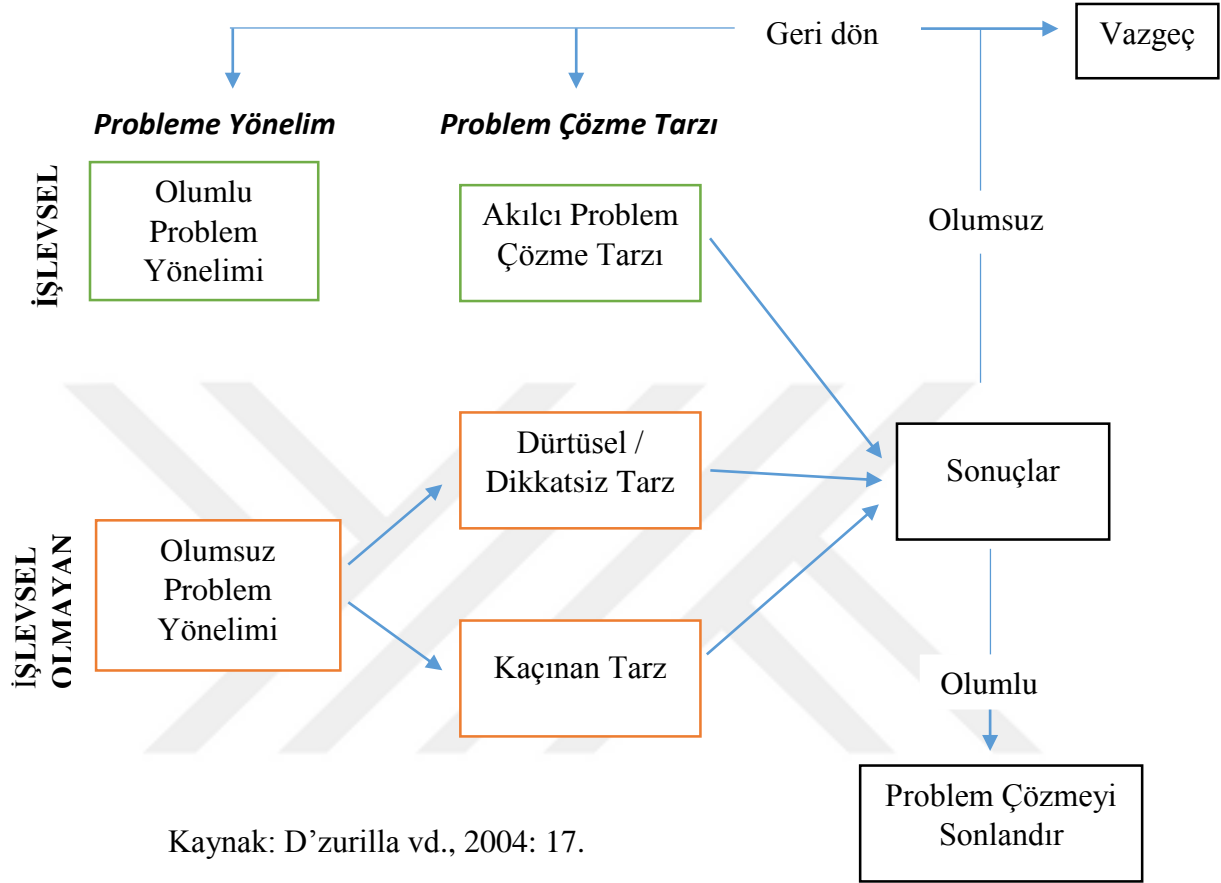 Geri dön
Vazgeç
Probleme Yönelim
Problem Çözme Tarzı
İŞLEVSEL
Olumlu
Problem
Yönelimi
Akılcı Problem
Çözme Tarzı
Olumsuz
Dürtüsel /
Dikkatsiz Tarz
Sonuçlar
İŞLEVSEL
OLMAYAN
Olumsuz
Problem
Yönelimi
Kaçınan Tarz
Olumlu
Problem Çözmeyi
Sonlandır
Kaynak: D’zurilla vd., 2004: 17.